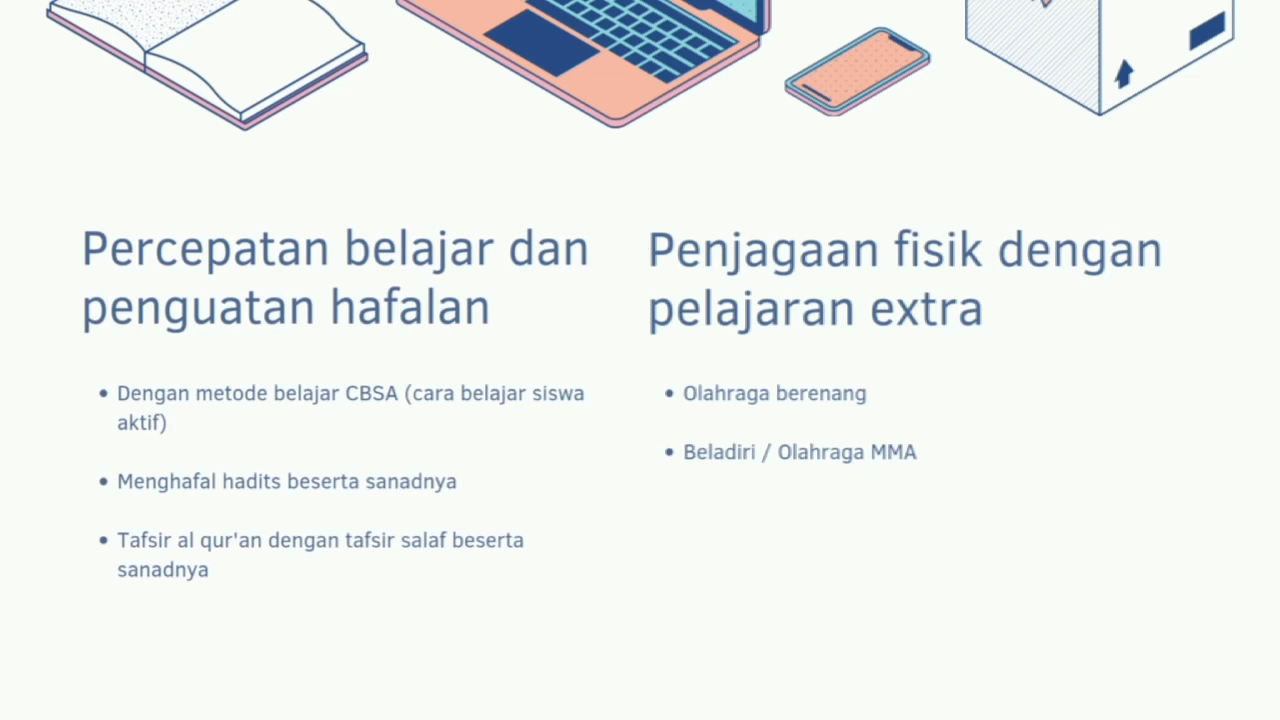 Percepatan belajar dan
penguatan hafalan
• Dengan metode belajar CBSA (cara belajar siswa
aktif)
• Menghafal hadits beserta sanadnya
• Tafsir al qur'an dengan tafsir salaf beserta
sanadnya
Penjagaan fisik dengan
pelajaran extra
• Olahraga berenang
• Beladiri / Olahraga MMA